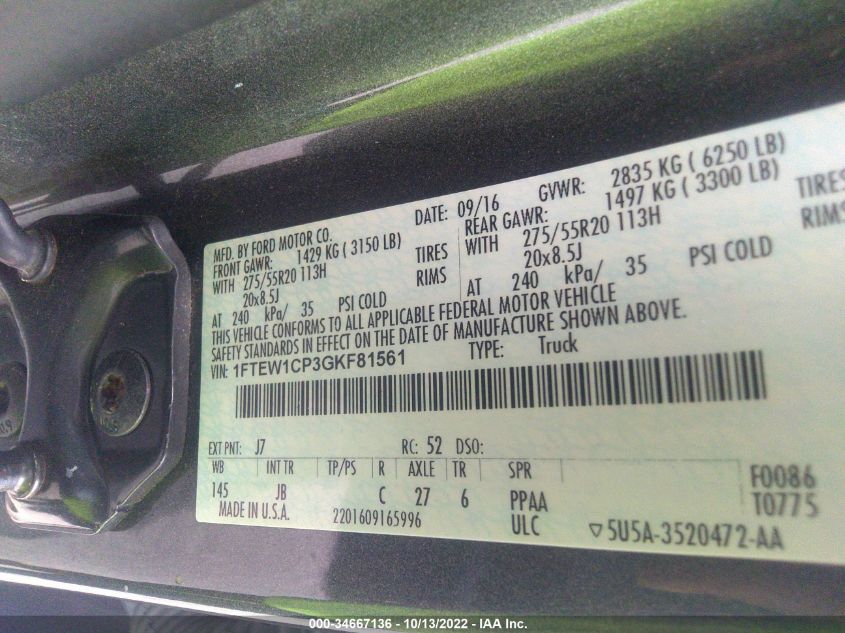 MFD. BY FORD MOTOR CO.
DATE: 09/16 GVWR: 2835 KG ( 6250 LB)
FRONT GAWR: 1429 KG ( 3150 LB) REAR GAWR: 1497 KG ( 3300 LB)
WITH 275/55R20 113H TIRES WITH 275/55R20 113H TIRES
20x8.5J RIMS 20x8.5J RIMS
AT 240 kPa/ 35 PSI COLD AT 240 kPa/ 35 PSI COLD
THIS VEHICLE CONFORMS TO ALL APPLICABLE FEDERAL MOTOR VEHICLE
SAFETY STANDARDS IN EFFECT ON THE DATE OF MANUFACTURE SHOWN ABOVE.
VIN: 1FTEW1CP3GKF81561 TYPE: Truck
EXT PNT: J7 RC: 52 DSO:
WB INT TR TP/PS R AXLE TR SPR F0086
145 JB C 27 6 PPAA T0775
MADE IN U.S.A. 2201609165996 ULC ▽5U5A-3520472-AA
000-34667136 - 10/13/2022 - IAA Inc.